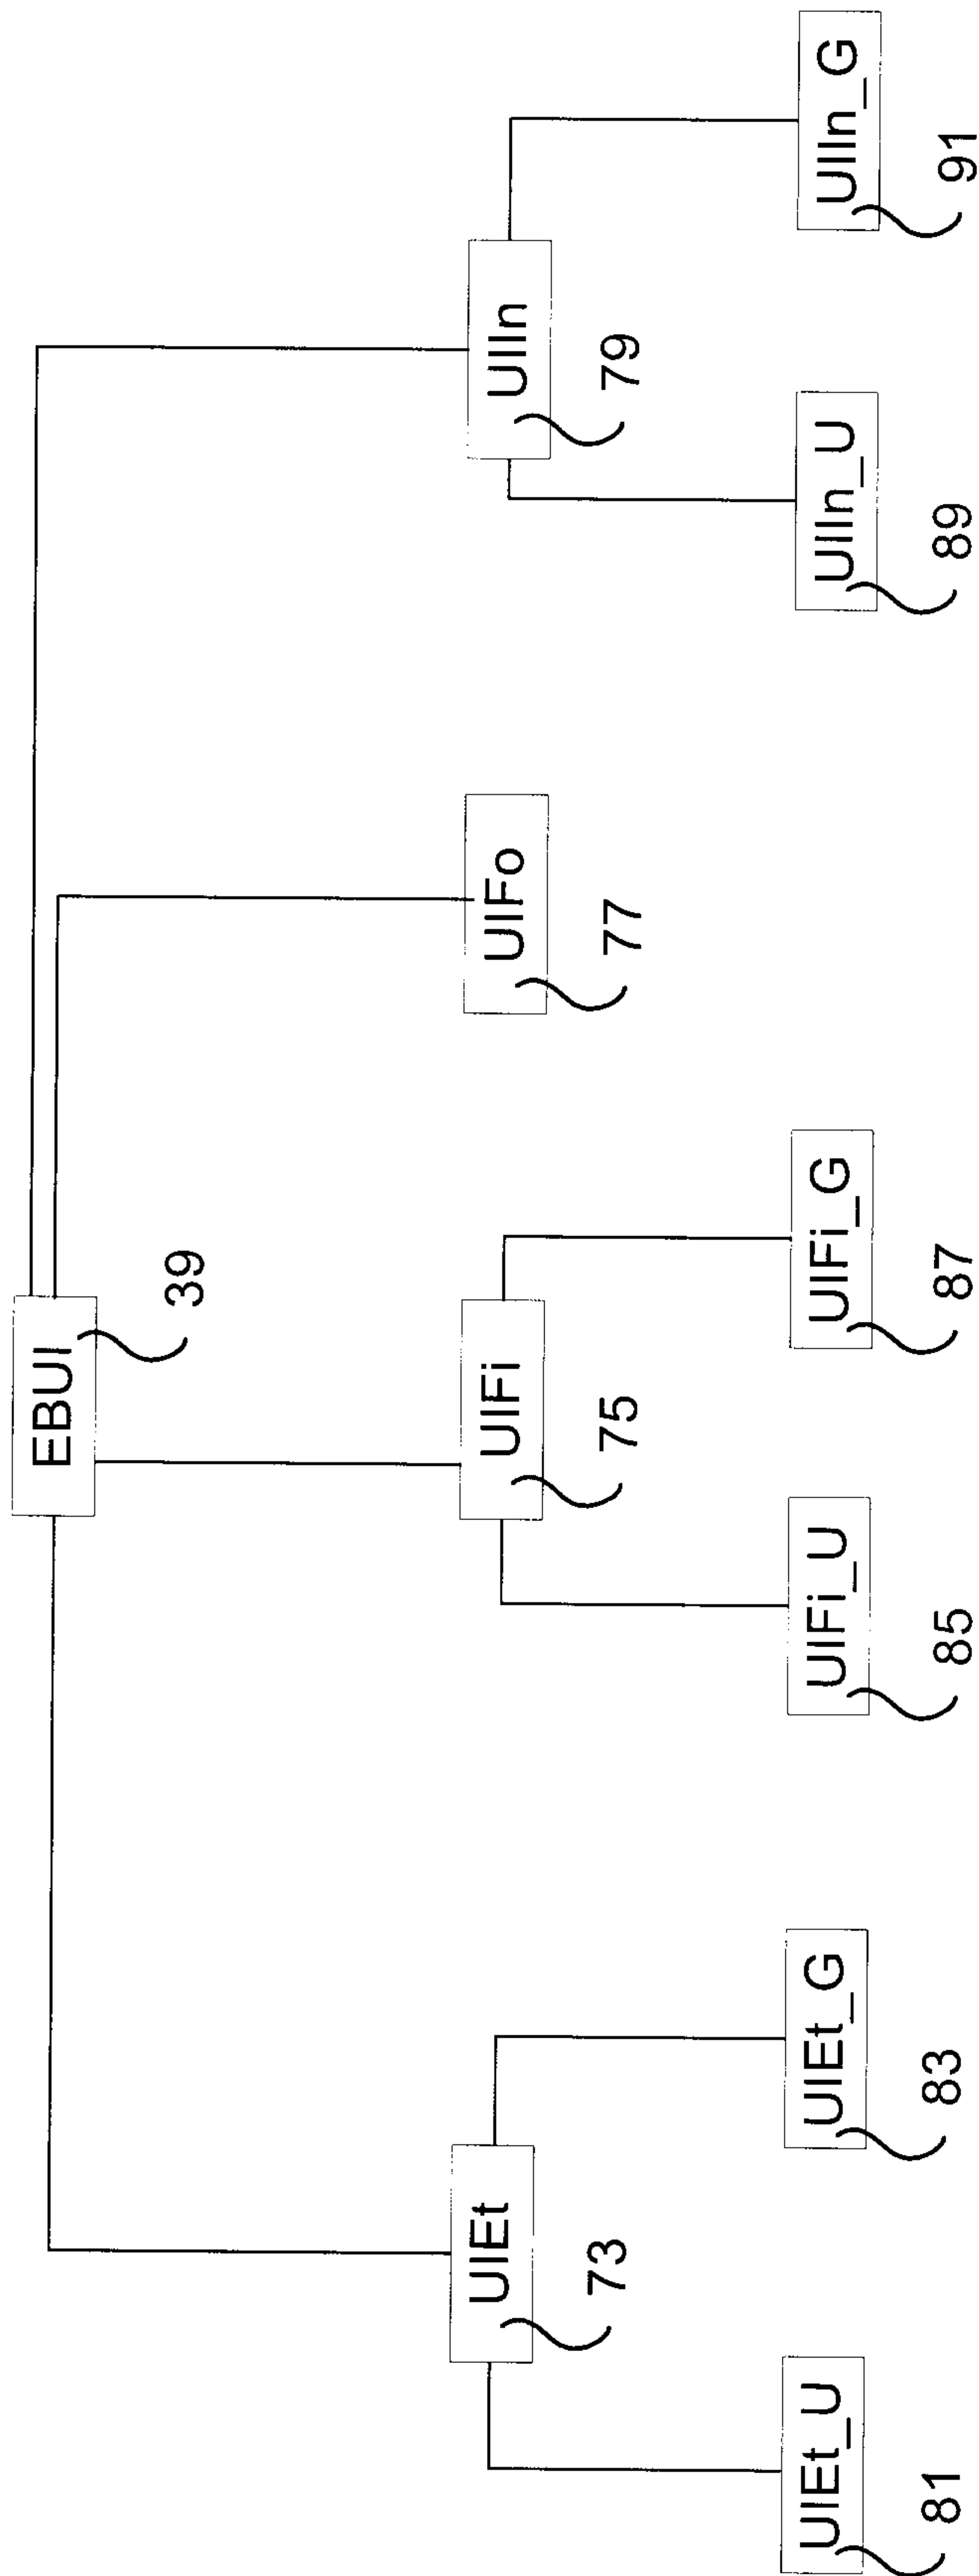 EBUI
39
UIEt
73
UIFi
75
UIFo
77
UIIn
79
UIEt_U
81
UIEt_G
83
UIFi_U
85
UIFi_G
87
UIIn_U
89
UIIn_G
91